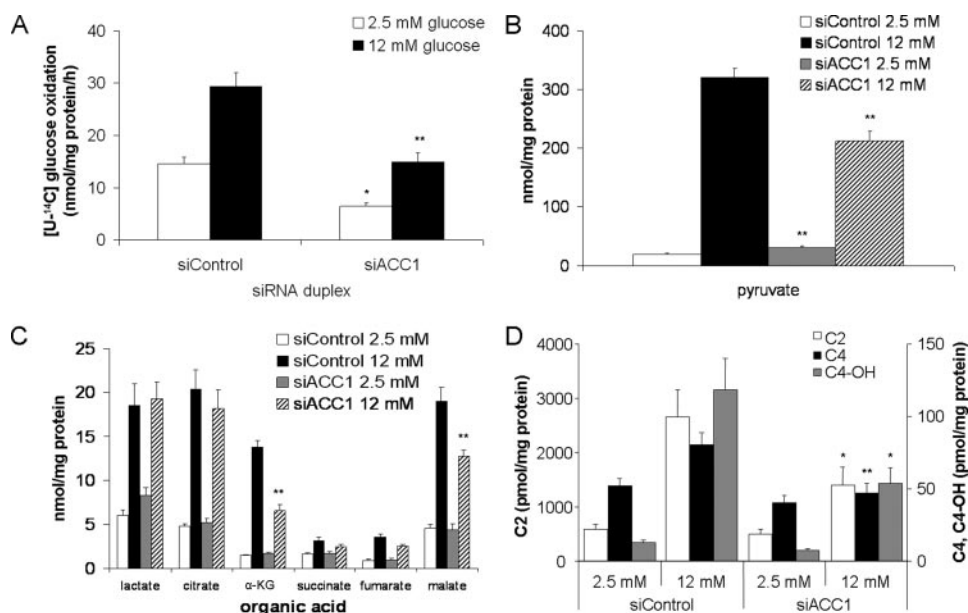 A
2.5 mM glucose
12 mM glucose
[U-¹⁴C] glucose oxidation
(nmol/mg protein/h)
40
30
20
10
0
**
*
siControl
siACC1
siRNA duplex
B
siControl 2.5 mM
siControl 12 mM
siACC1 2.5 mM
siACC1 12 mM
nmol/mg protein
400
300
200
100
0
**
**
pyruvate
C
siControl 2.5 mM
siControl 12 mM
siACC1 2.5 mM
siACC1 12 mM
nmol/mg protein
25
20
15
10
5
0
**
**
lactate
citrate
α-KG
succinate
fumarate
malate
organic acid
D
C2
C4
C4-OH
C2 (pmol/mg protein)
4000
3000
2000
1000
0
150
100
50
0
C4, C4-OH (pmol/mg protein)
* ** *
2.5 mM
12 mM
2.5 mM
12 mM
siControl
siACC1